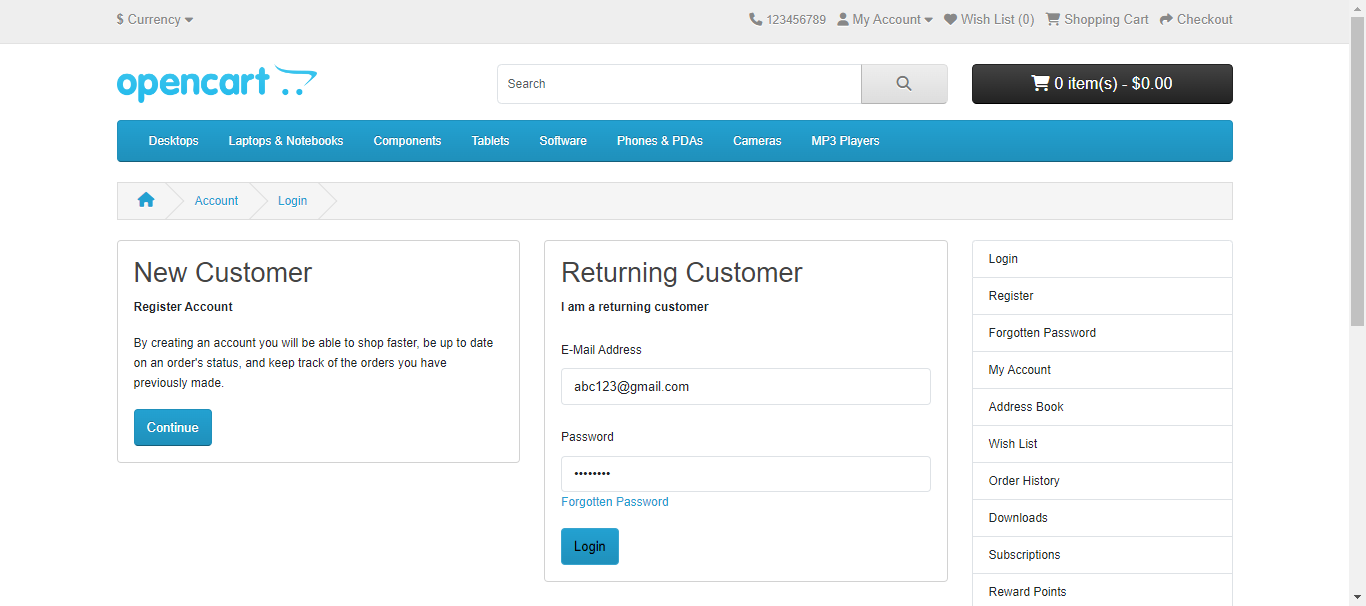 $ Currency
123456789 My Account Wish List (0) Shopping Cart Checkout
opencart
Search
0 item(s) - $0.00
Desktops Laptops & Notebooks Components Tablets Software Phones & PDAs Cameras MP3 Players
Account Login
New Customer
Register Account
By creating an account you will be able to shop faster, be up to date
on an order's status, and keep track of the orders you have
previously made.
Continue
Returning Customer
I am a returning customer
E-Mail Address
abc123@gmail.com
Password
••••••••
Forgotten Password
Login
Login
Register
Forgotten Password
My Account
Address Book
Wish List
Order History
Downloads
Subscriptions
Reward Points